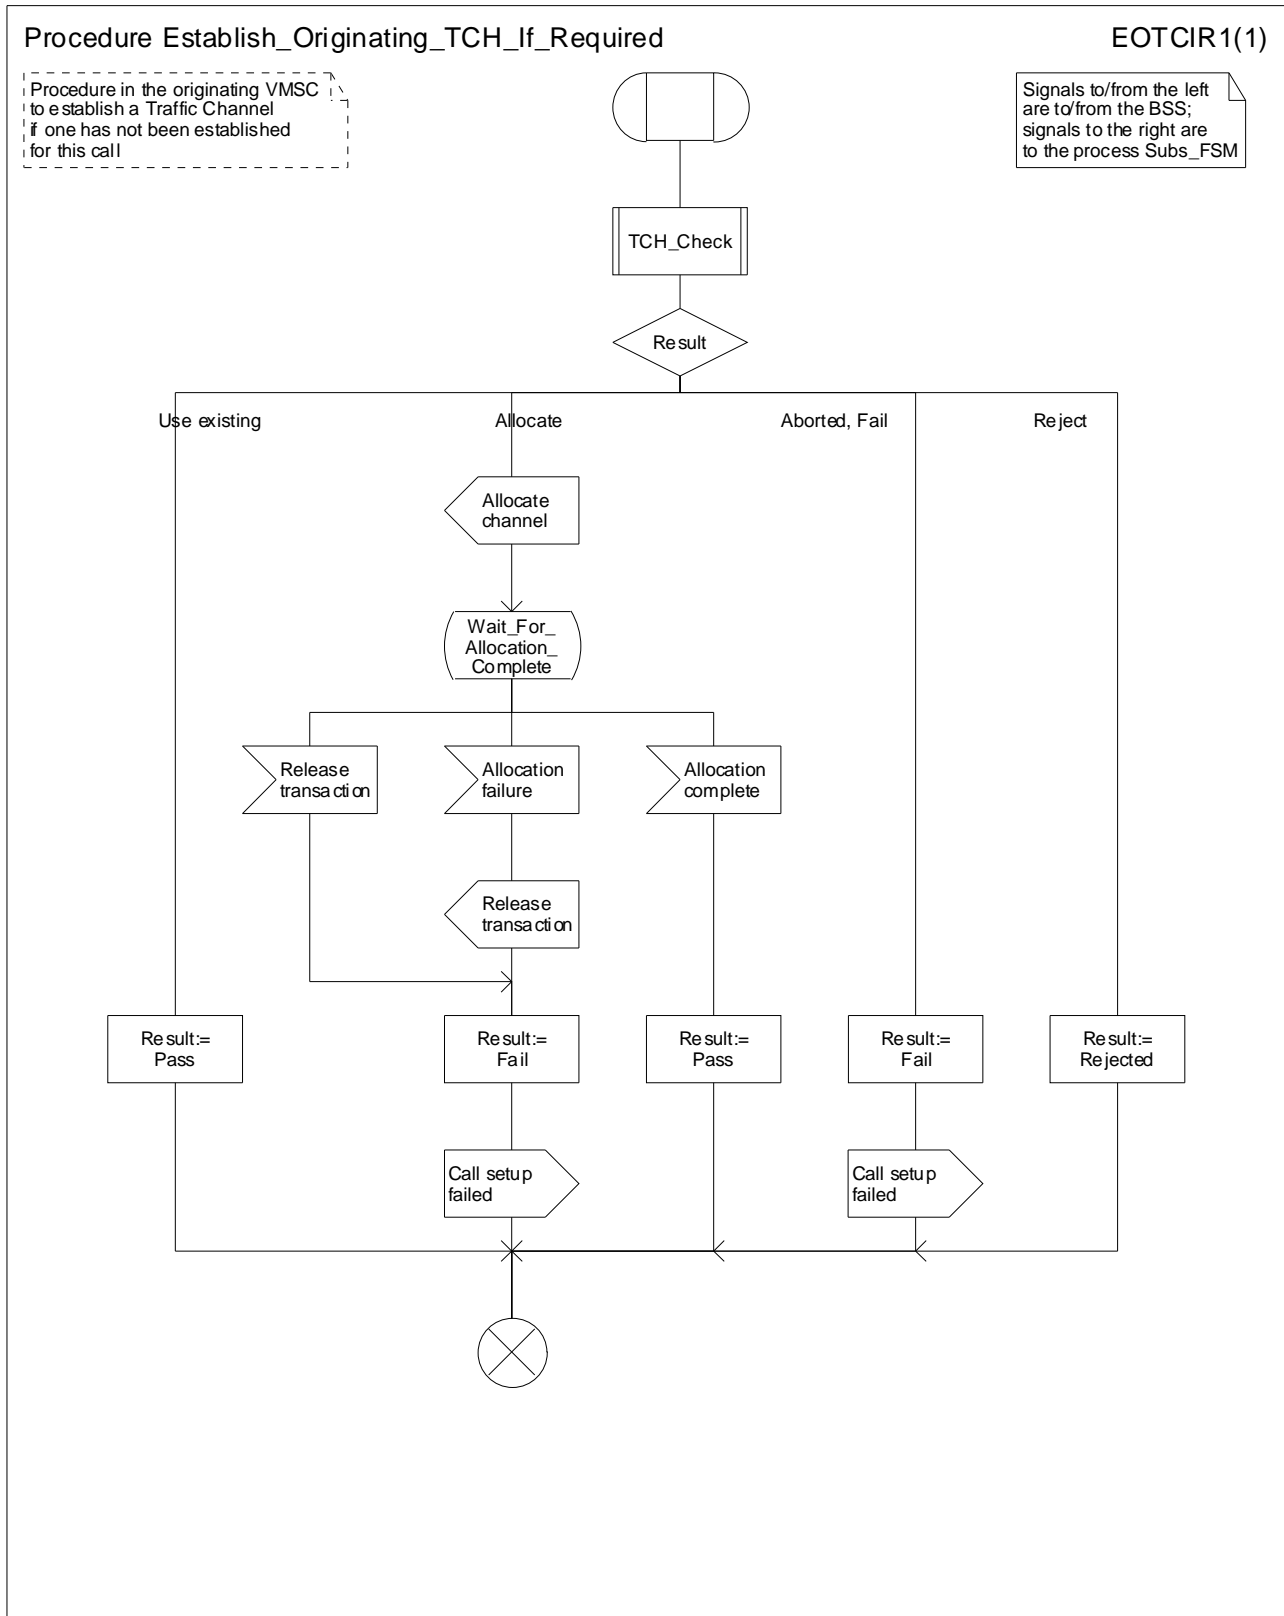 Procedure Establish_Originating_TCH_If_Required
EOTCIR1(1)
Procedure in the originating VMSC
to establish a Traffic Channel
if one has not been established
for this call
Signals to/from the left
are to/from the BSS;
signals to the right are
to the process Subs_FSM
TCH_Check
Result
Use existing
Allocate
Aborted, Fail
Reject
Allocate
channel
Wait_For_
Allocation_
Complete
Release
transaction
Allocation
failure
Allocation
complete
Release
transaction
Result:=
Pass
Result:=
Fail
Result:=
Pass
Result:=
Fail
Result:=
Rejected
Call setup
failed
Call setup
failed